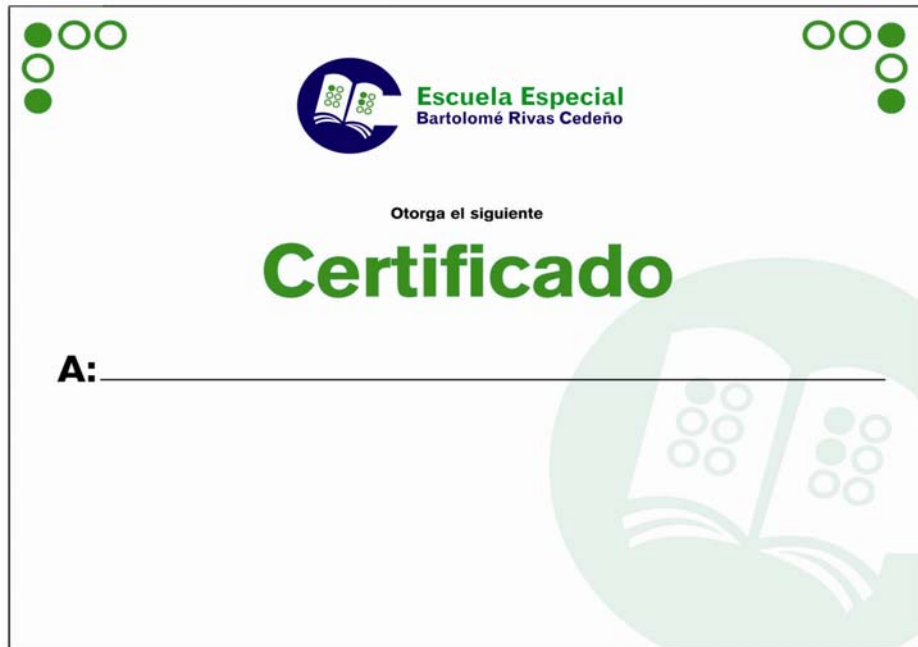 Escuela Especial
Bartolomé Rivas Cedeño
Otorga el siguiente
Certificado
A: